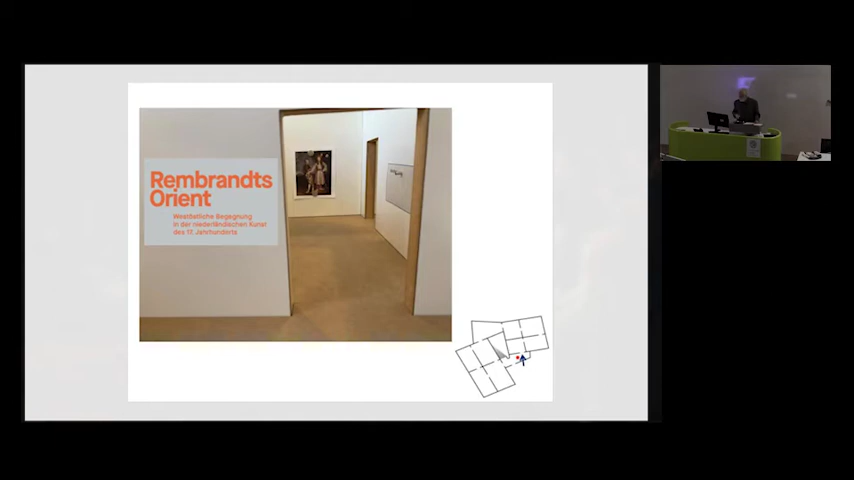 Rembrandts
Orient
Westöstliche Begegnung
in der niederländischen Kunst
des 17. Jahrhunderts